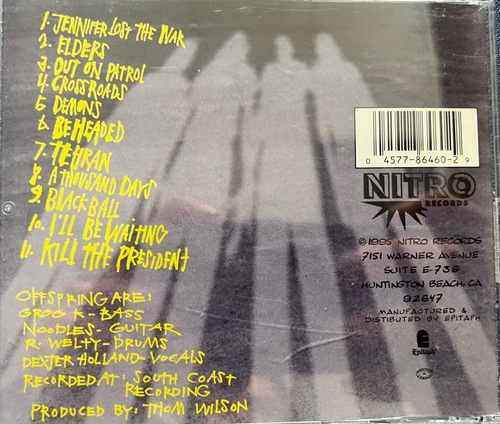 1. JENNIFER LOST THE WAR
2. ELDERS
3. OUT ON PATROL
4. CROSSROADS
5. DEMONS
6. BEHEADED
7. TEHRAN
8. A THOUSAND DAYS
9. BLACKBALL
10. I'LL BE WAITING
11. KILL THE PRESIDENT
OFFSPRING ARE:
GREG K - BASS
NOODLES - GUITAR
R. WELTY - DRUMS
DEXTER HOLLAND - VOCALS
RECORDED AT: SOUTH COAST
RECORDING
PRODUCED BY: THOM WILSON
0 4577-86460-2 9
NITRO
RECORDS
©1995 NITRO RECORDS
7151 WARNER AVENUE
SUITE E-736
HUNTINGTON BEACH, CA
92647
MANUFACTURED &
DISTRIBUTED BY EPITAPH
Epitaph